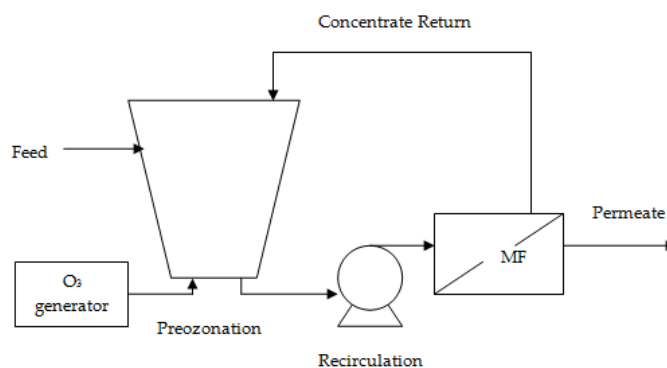 Concentrate Return
Feed
Permeate
MF
O₃
generator
Preozonation
Recirculation